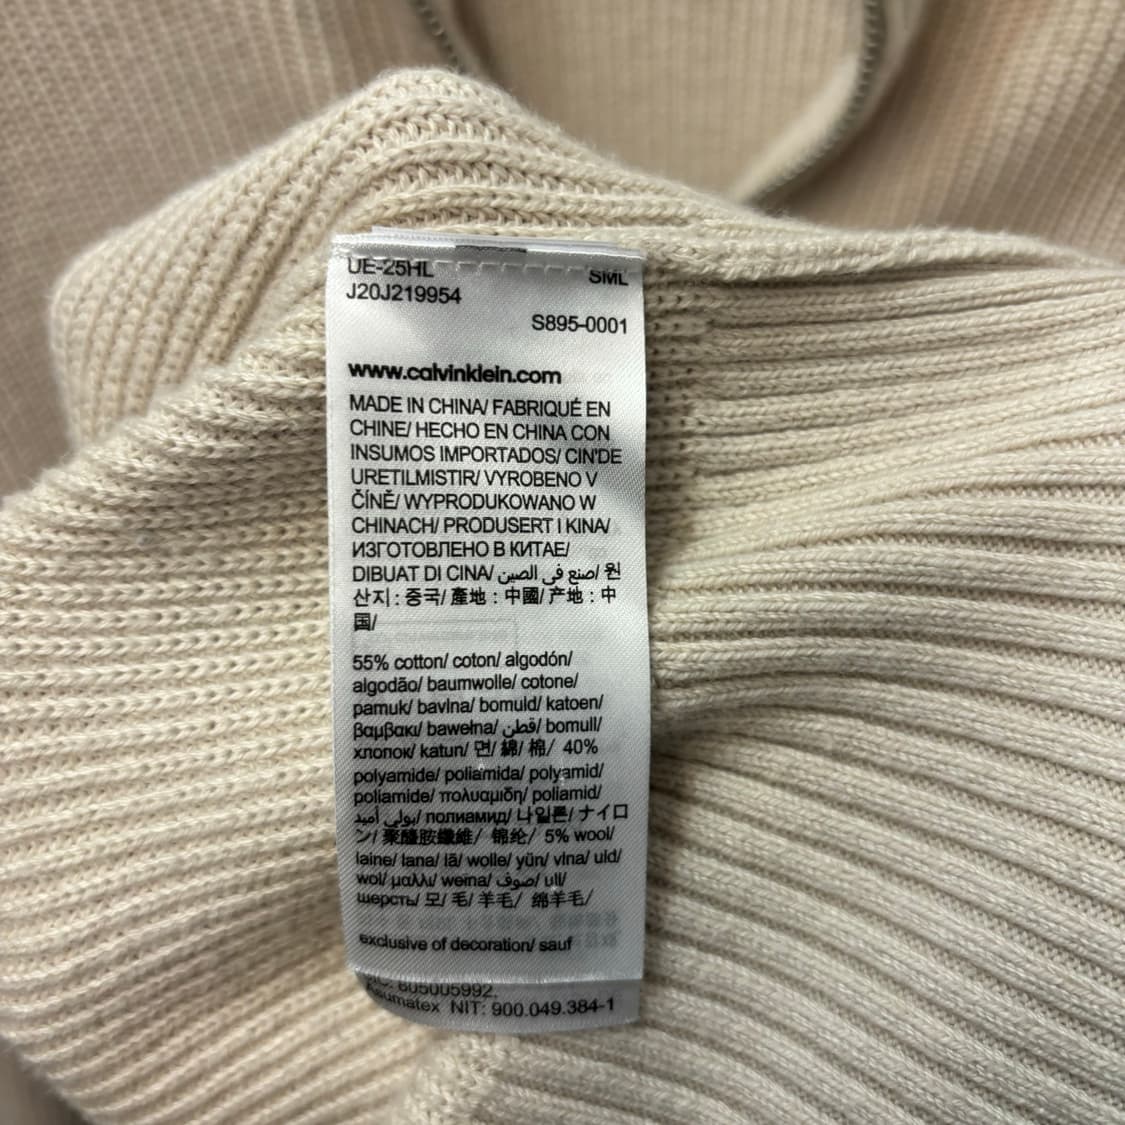 UE-25HL SML
J20J219954
S895-0001
www.calvinklein.com
MADE IN CHINA/ FABRIQUÉ EN
CHINE/ HECHO EN CHINA CON
INSUMOS IMPORTADOS/ CIN'DE
URETILMISTIR/ VYROBENO V
ČÍNĚ/ WYPRODUKOWANO W
CHINACH/ PRODUSERT I KINA/
ИЗГОТОВЛЕНО В КИТАЕ/
DIBUAT DI CINA/ صنع في الصين/ 원
산지 : 중국/ 產地 : 中國/ 产地 : 中
国/
55% cotton/ coton/ algodón/
algodão/ baumwolle/ cotone/
pamuk/ bavlna/ bomuld/ katoen/
βαμβακι/ bawełna/ قطن/ bomull/
хлопок/ katun/ 면/ 綿/ 棉/ 40%
polyamide/ poliamida/ polyamid/
poliamide/ πολυαμιδη/ poliamid/
بولي أميد/ полиамид/ 나일론/ ナイロ
ン/ 聚醯胺纖維/ 锦纶/ 5% wool/
laine/ lana/ lã/ wolle/ yün/ vlna/ uld/
wol/ μαλλι/ wełna/ صوف/ ull/
шерсть/ 모/ 毛/ 羊毛/ 绵羊毛/
exclusive of decoration/ sauf
605005992.
Asumatex NIT: 900.049.384-1